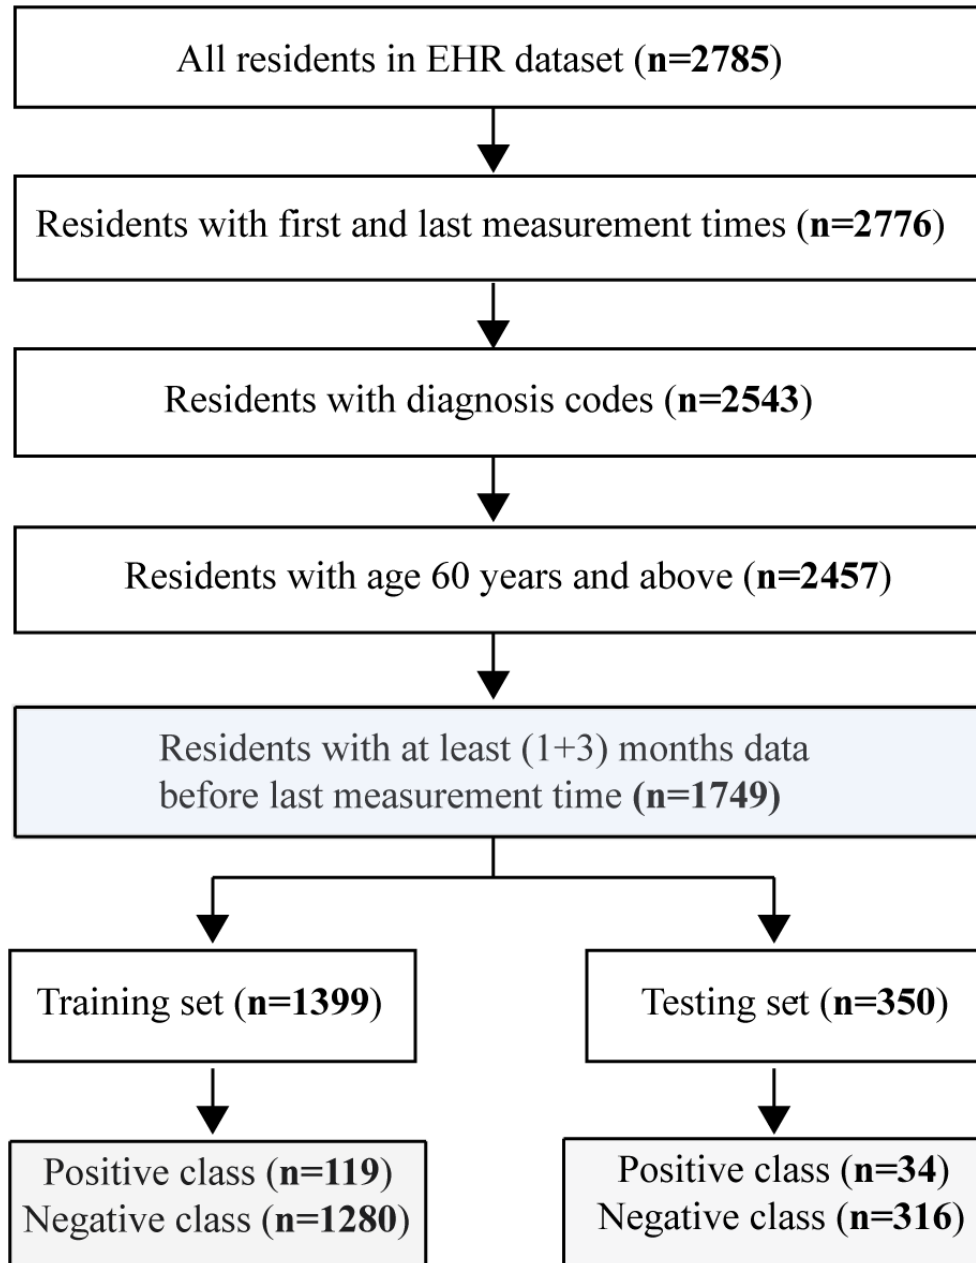 All residents in EHR dataset (n=2785)
Residents with first and last measurement times (n=2776)
Residents with diagnosis codes (n=2543)
Residents with age 60 years and above (n=2457)
Residents with at least (1+3) months data
before last measurement time (n=1749)
Training set (n=1399)
Testing set (n=350)
Positive class (n=119)
Negative class (n=1280)
Positive class (n=34)
Negative class (n=316)